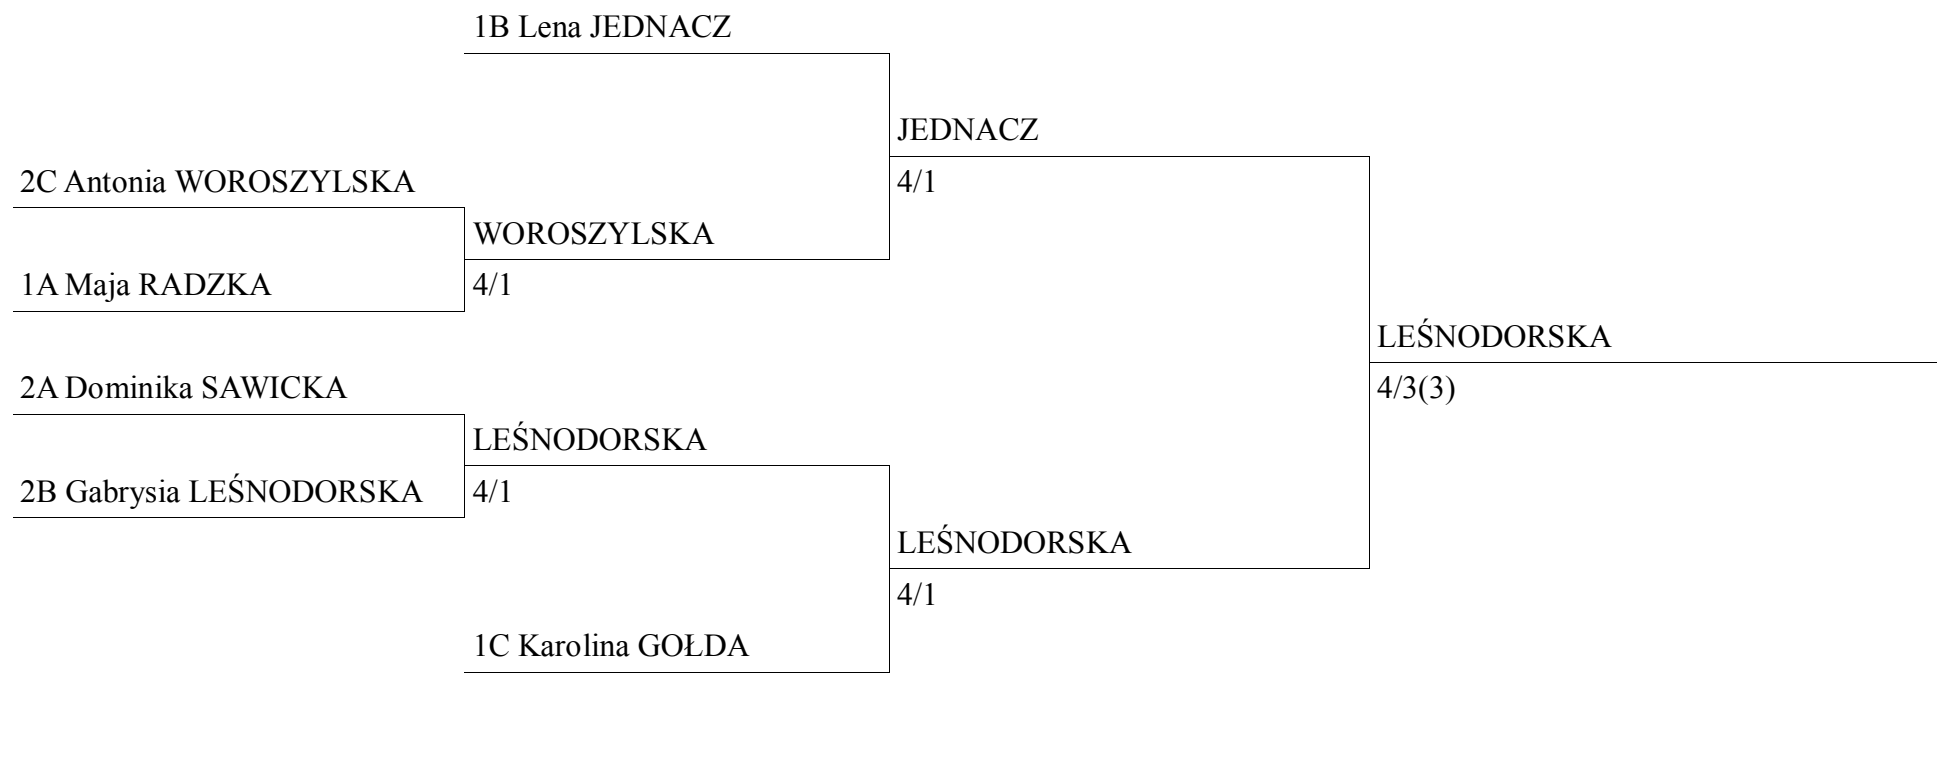 1B Lena JEDNACZ
JEDNACZ
2C Antonia WOROSZYLSKA
4/1
WOROSZYLSKA
1A Maja RADZKA
4/1
LEŚNODORSKA
2A Dominika SAWICKA
4/3(3)
LEŚNODORSKA
2B Gabrysia LEŚNODORSKA
4/1
LEŚNODORSKA
4/1
1C Karolina GOŁDA